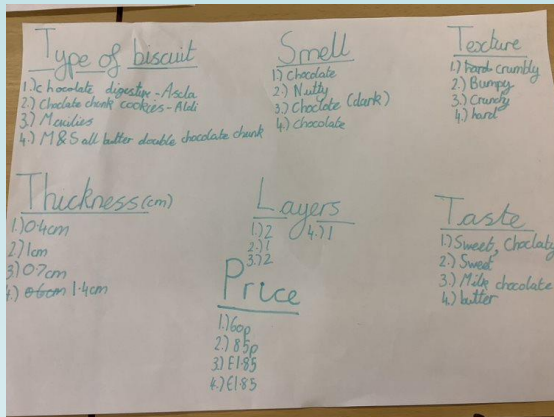 Type of biscuit
1.) chocolate digestive - Asda
2.) Choclate chonk cookies - Aldi
3.)
4.) M&S all butter double chocolate chunk
Smell
1.) Chocolate
2.) Nutty
3.) Choclate (dark)
4.) chocolate
Texture
1.) hard crumbly
2.) Bumpy
3.) Crunchy
4.) hard
Thickness (cm)
1.) 0.4cm
2.) 1cm
3.) 0.7cm
4.) 0.6cm 1.4cm
Layers
1.) 2 4.) 1
2.) 1
3.) 2
Taste
1.) Sweet, Choclaty
2.) Sweet
3.) Milk chocolate
4.) butter
Price
1.) 60p
2.) 85p
3.) £1.85
4.) £1.85